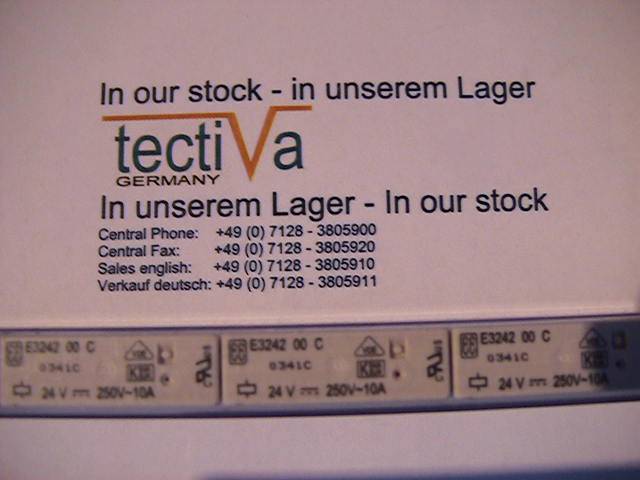 In our stock - in unserem Lager
tectiVa
GERMANY
In unserem Lager - In our stock
Central Phone: +49 (0) 7128 - 3805900
Central Fax: +49 (0) 7128 - 3805920
Sales english: +49 (0) 7128 - 3805910
Verkauf deutsch: +49 (0) 7128 - 3805911
E3242 00 C
0341C
24 V 250V~10A
E3242 00 C
0341C
24 V 250V~10A
E3242 00 C
0341C
24 V 250V~10A